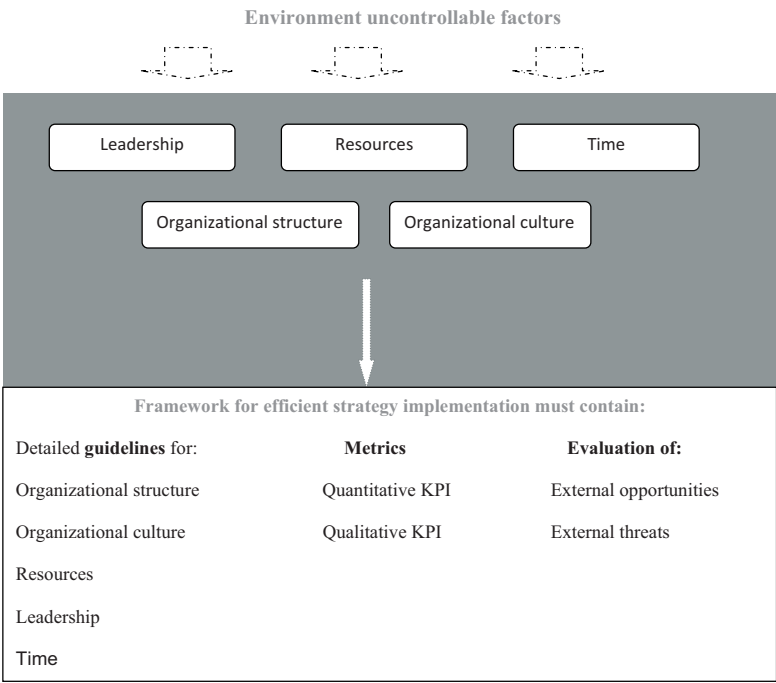 Environment uncontrollable factors
Leadership
Resources
Time
Organizational structure
Organizational culture
Framework for efficient strategy implementation must contain:
Detailed guidelines for:
Metrics
Evaluation of:
Organizational structure
Quantitative KPI
External opportunities
Organizational culture
Qualitative KPI
External threats
Resources
Leadership
Time